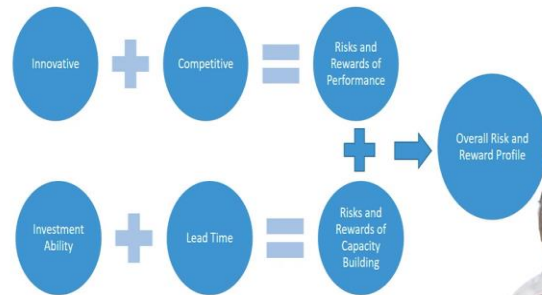 Innovative
Competitive
Risks and
Rewards of
Performance
Overall Risk and
Reward Profile
Investment
Ability
Lead Time
Risks and
Rewards of
Capacity
Building